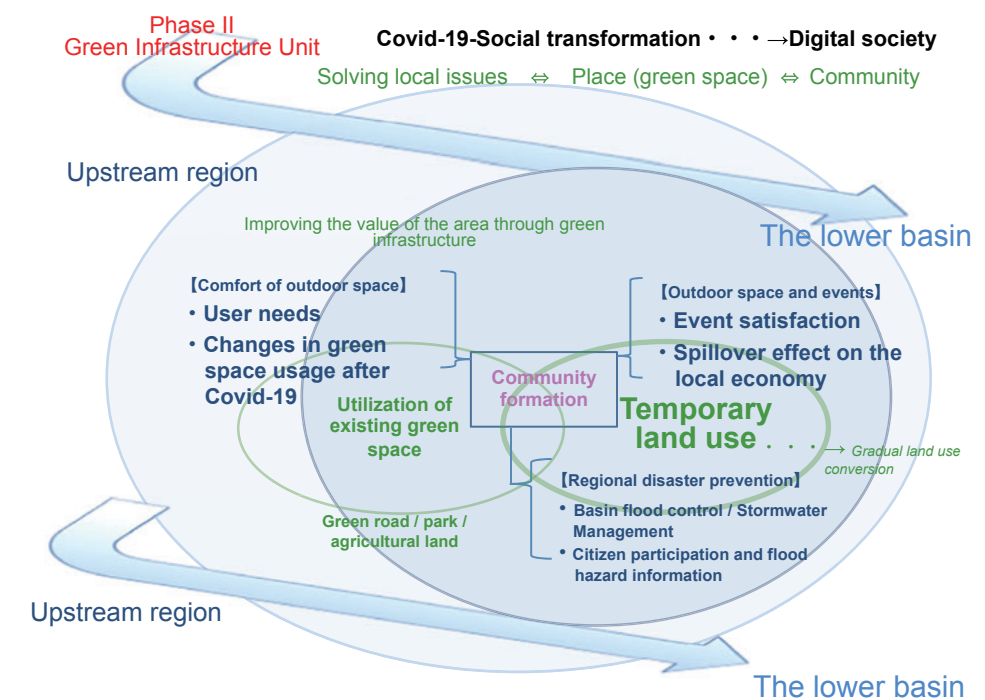 Phase II
Green Infrastructure Unit
Covid-19-Social transformation・・・→Digital society
Solving local issues ⇔ Place (green space) ⇔ Community
Upstream region
The lower basin
Improving the value of the area through green
infrastructure
【Comfort of outdoor space】
・User needs
・Changes in green
space usage after
Covid-19
【Outdoor space and events】
・Event satisfaction
・Spillover effect on the
local economy
Community
formation
Utilization of
existing green
space
Temporary
land use . . .
→ Gradual land use
conversion
Green road / park /
agricultural land
【Regional disaster prevention】
• Basin flood control / Stormwater
Management
• Citizen participation and flood
hazard information
Upstream region
The lower basin